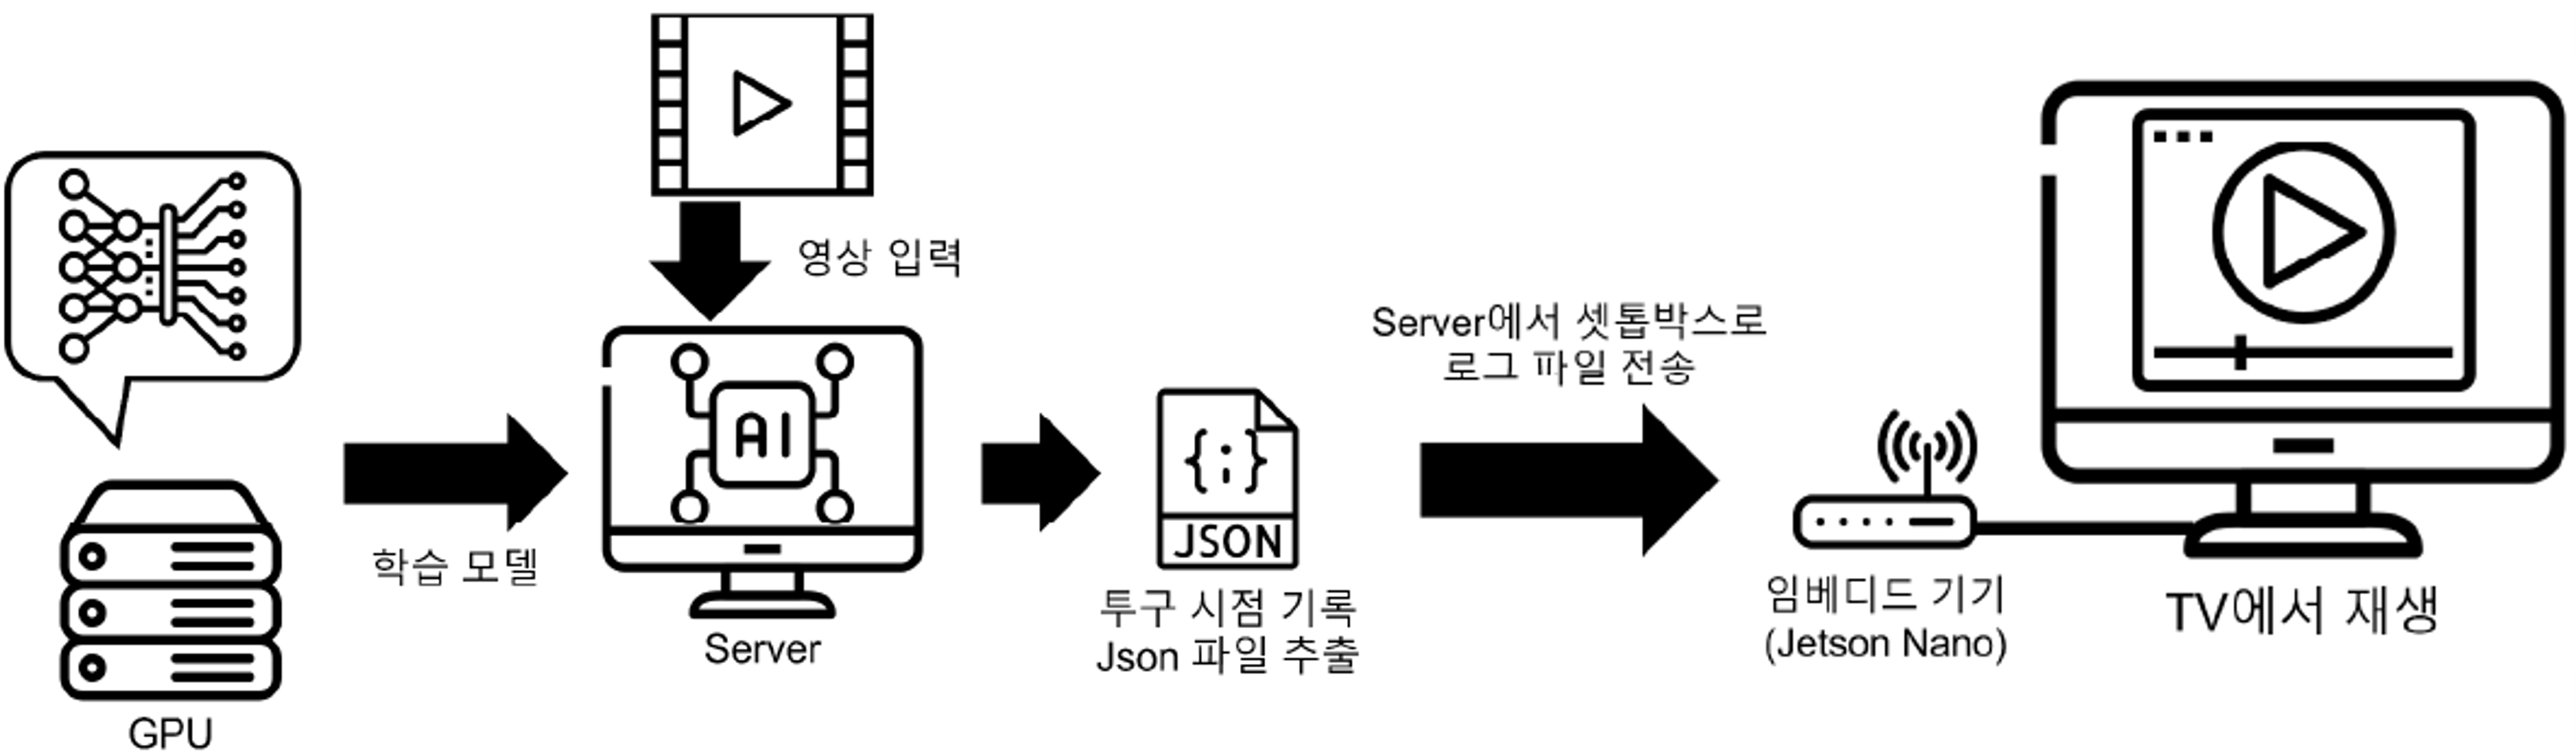 영상 입력
학습 모델
GPU
AI
Server
{;}
JSON
투구 시점 기록
Json 파일 추출
Server에서 셋톱박스로
로그 파일 전송
임베디드 기기
(Jetson Nano)
TV에서 재생